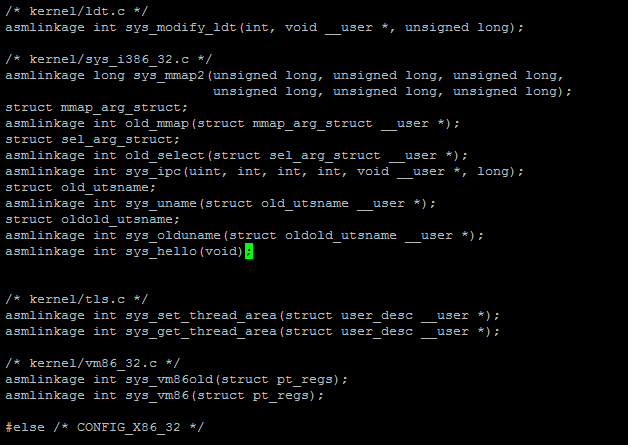 /* kernel/ldt.c */
asmlinkage int sys_modify_ldt(int, void __user *, unsigned long);
/* kernel/sys_i386_32.c */
asmlinkage long sys_mmap2(unsigned long, unsigned long, unsigned long,
unsigned long, unsigned long, unsigned long);
struct mmap_arg_struct;
asmlinkage int old_mmap(struct mmap_arg_struct __user *);
struct sel_arg_struct;
asmlinkage int old_select(struct sel_arg_struct __user *);
asmlinkage int sys_ipc(uint, int, int, int, void __user *, long);
struct old_utsname;
asmlinkage int sys_uname(struct old_utsname __user *);
struct oldold_utsname;
asmlinkage int sys_olduname(struct oldold_utsname __user *);
asmlinkage int sys_hello(void);
/* kernel/tls.c */
asmlinkage int sys_set_thread_area(struct user_desc __user *);
asmlinkage int sys_get_thread_area(struct user_desc __user *);
/* kernel/vm86_32.c */
asmlinkage int sys_vm86old(struct pt_regs);
asmlinkage int sys_vm86(struct pt_regs);
#else /* CONFIG_X86_32 */